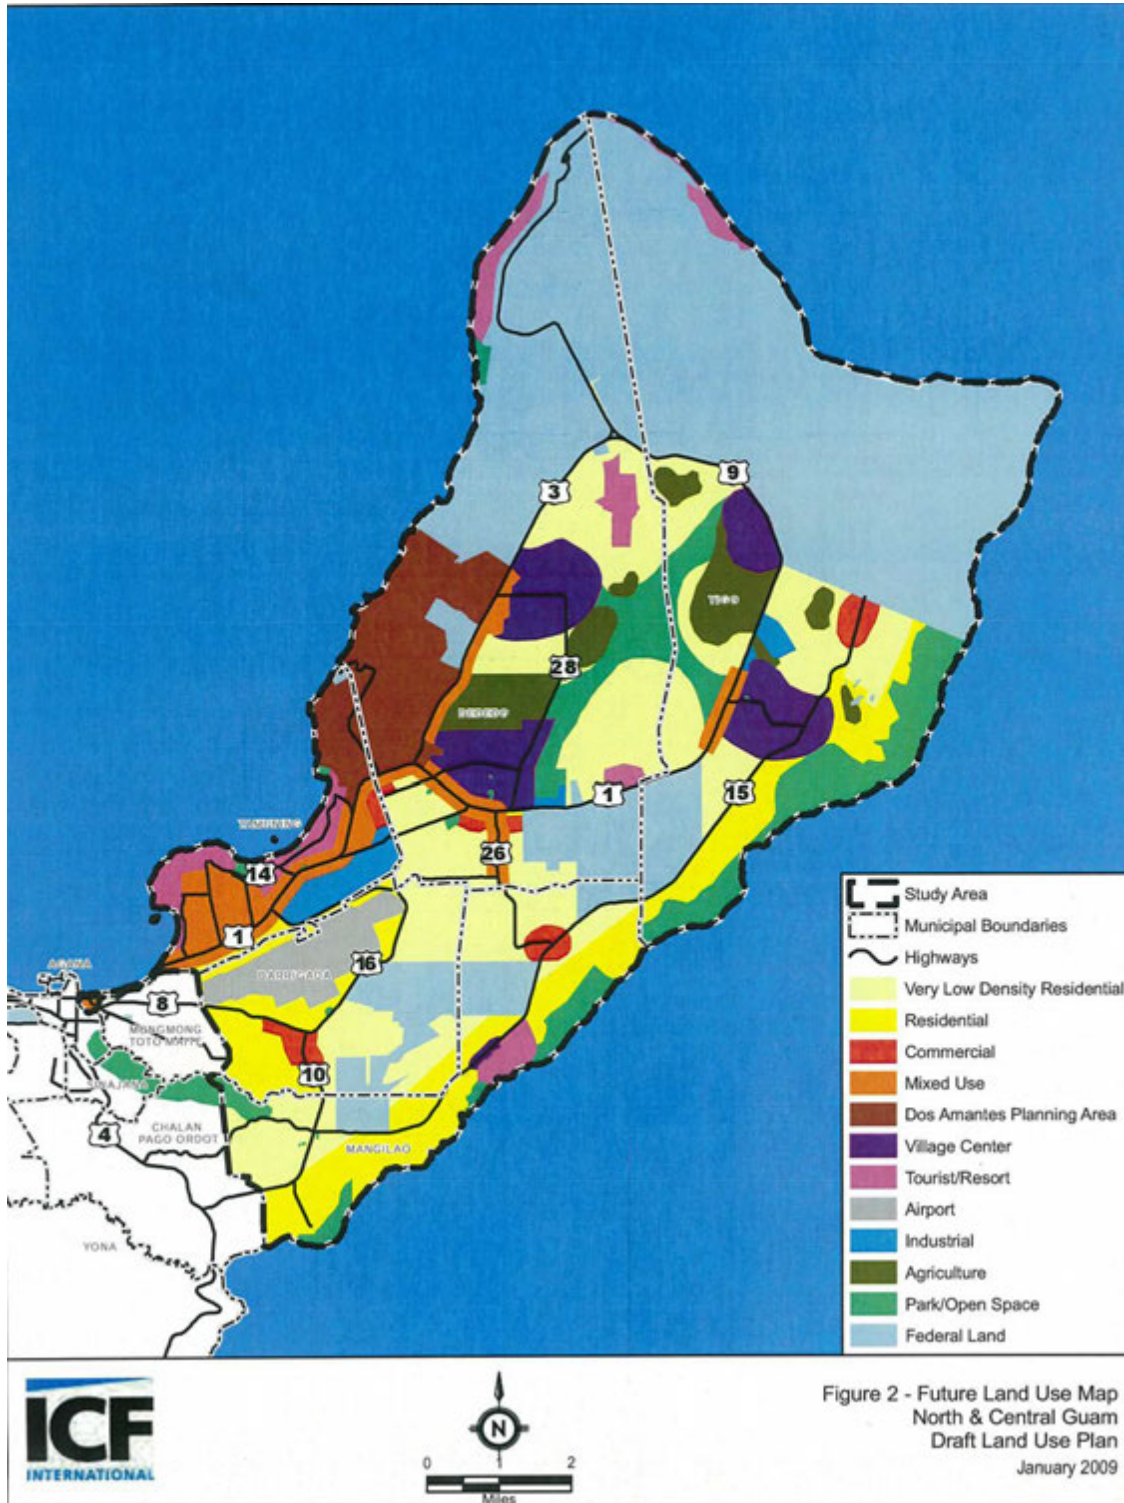 3
9
YIGO
28
DEDEDO
1
15
TAMUNING
26
14
1
AGANA
BARRIGADA
16
8
MONGMONG
TOTO MAITE
SINAJANA
10
4
CHALAN
PAGO ORDOT
MANGILAO
YONA
Study Area
Municipal Boundaries
Highways
Very Low Density Residential
Residential
Commercial
Mixed Use
Dos Amantes Planning Area
Village Center
Tourist/Resort
Airport
Industrial
Agriculture
Park/Open Space
Federal Land
ICF
INTERNATIONAL
N
0 1 2
Miles
Figure 2 - Future Land Use Map
North & Central Guam
Draft Land Use Plan
January 2009